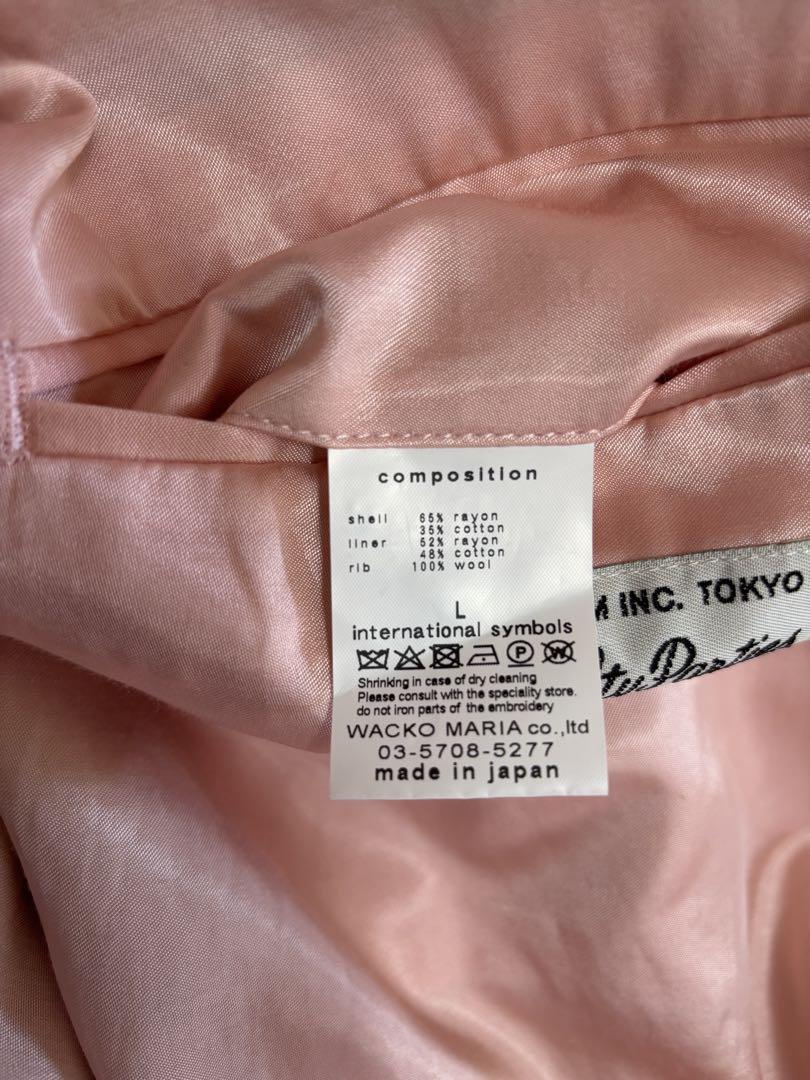 composition
shell 65% rayon
35% cotton
liner 52% rayon
48% cotton
rib 100% wool
L
international symbols
P W
Shrinking in case of dry cleaning
Please consult with the speciality store.
do not iron parts of the embroidery
WACKO MARIA co.,ltd
03-5708-5277
made in japan
INC. TOKYO
Parties